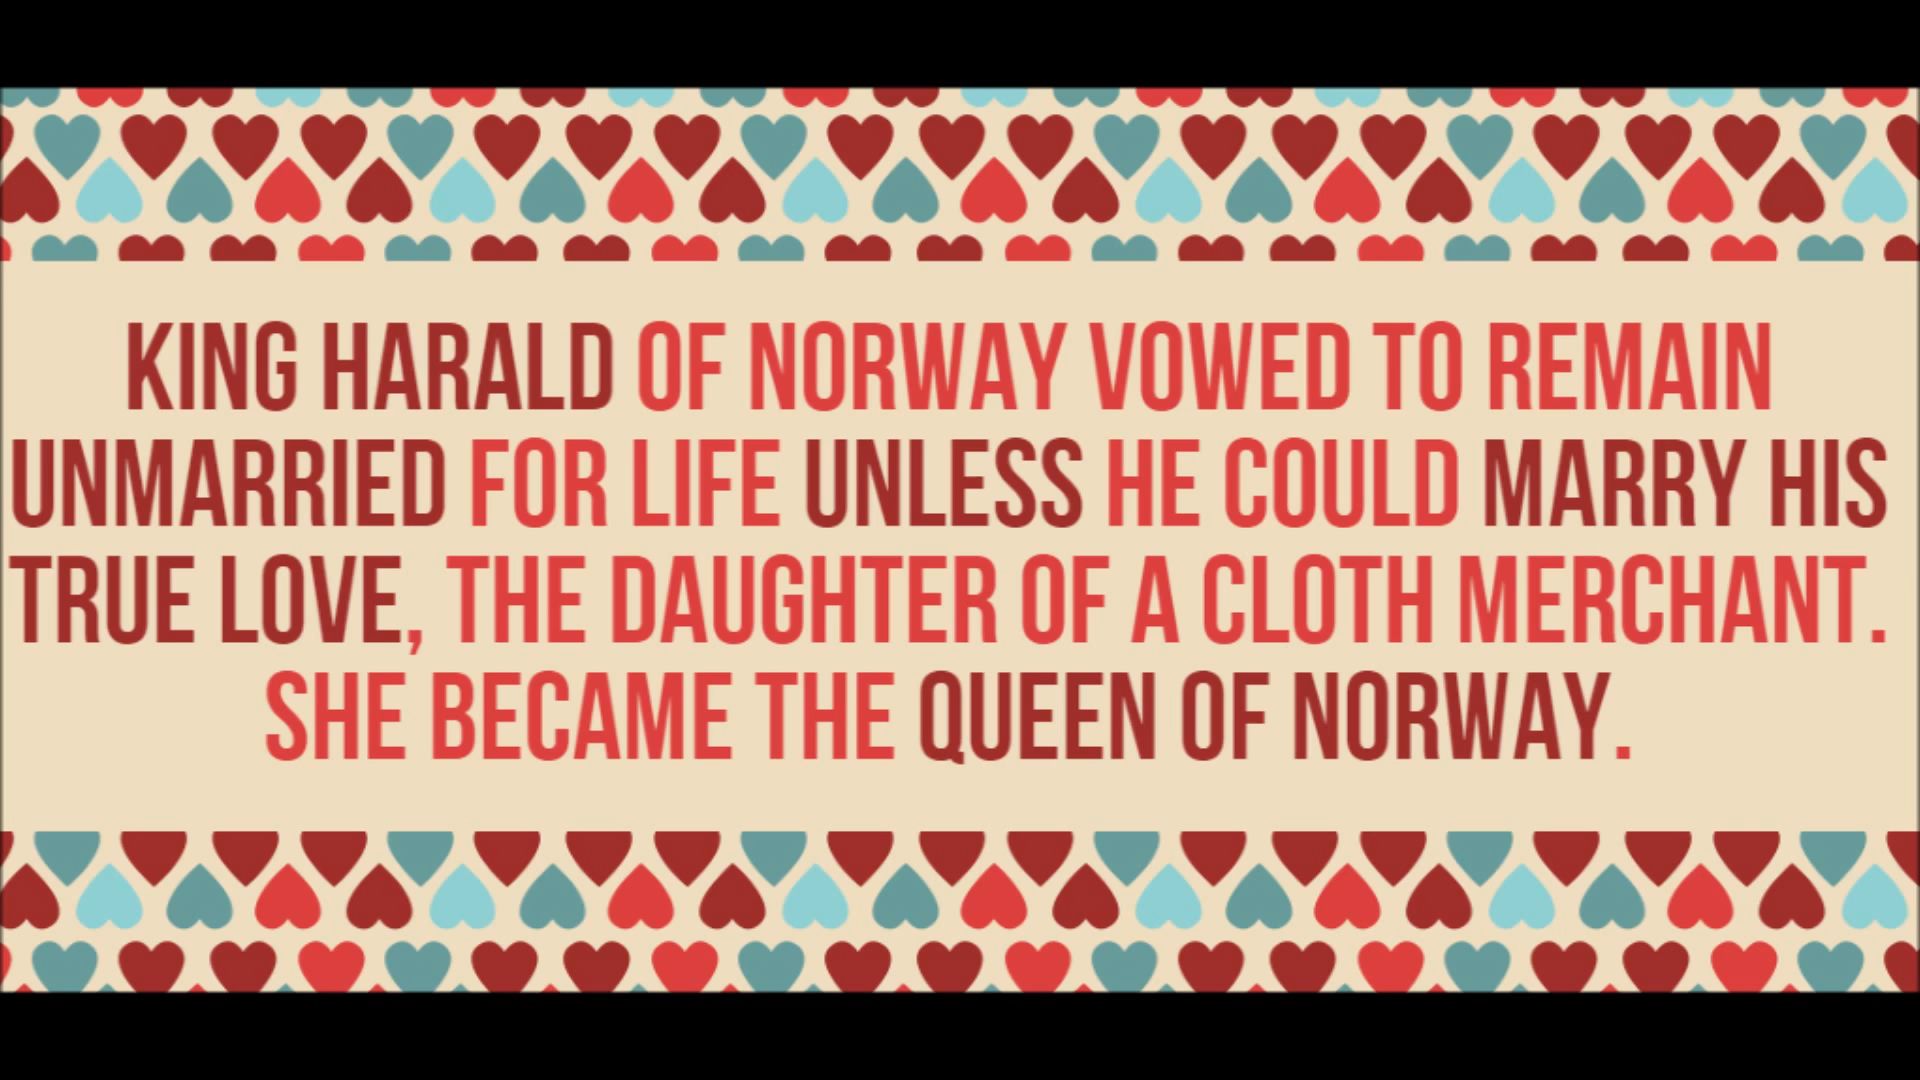 KING HARALD OF NORWAY VOWED TO REMAIN
UNMARRIED FOR LIFE UNLESS HE COULD MARRY HIS
TRUE LOVE, THE DAUGHTER OF A CLOTH MERCHANT.
SHE BECAME THE QUEEN OF NORWAY.